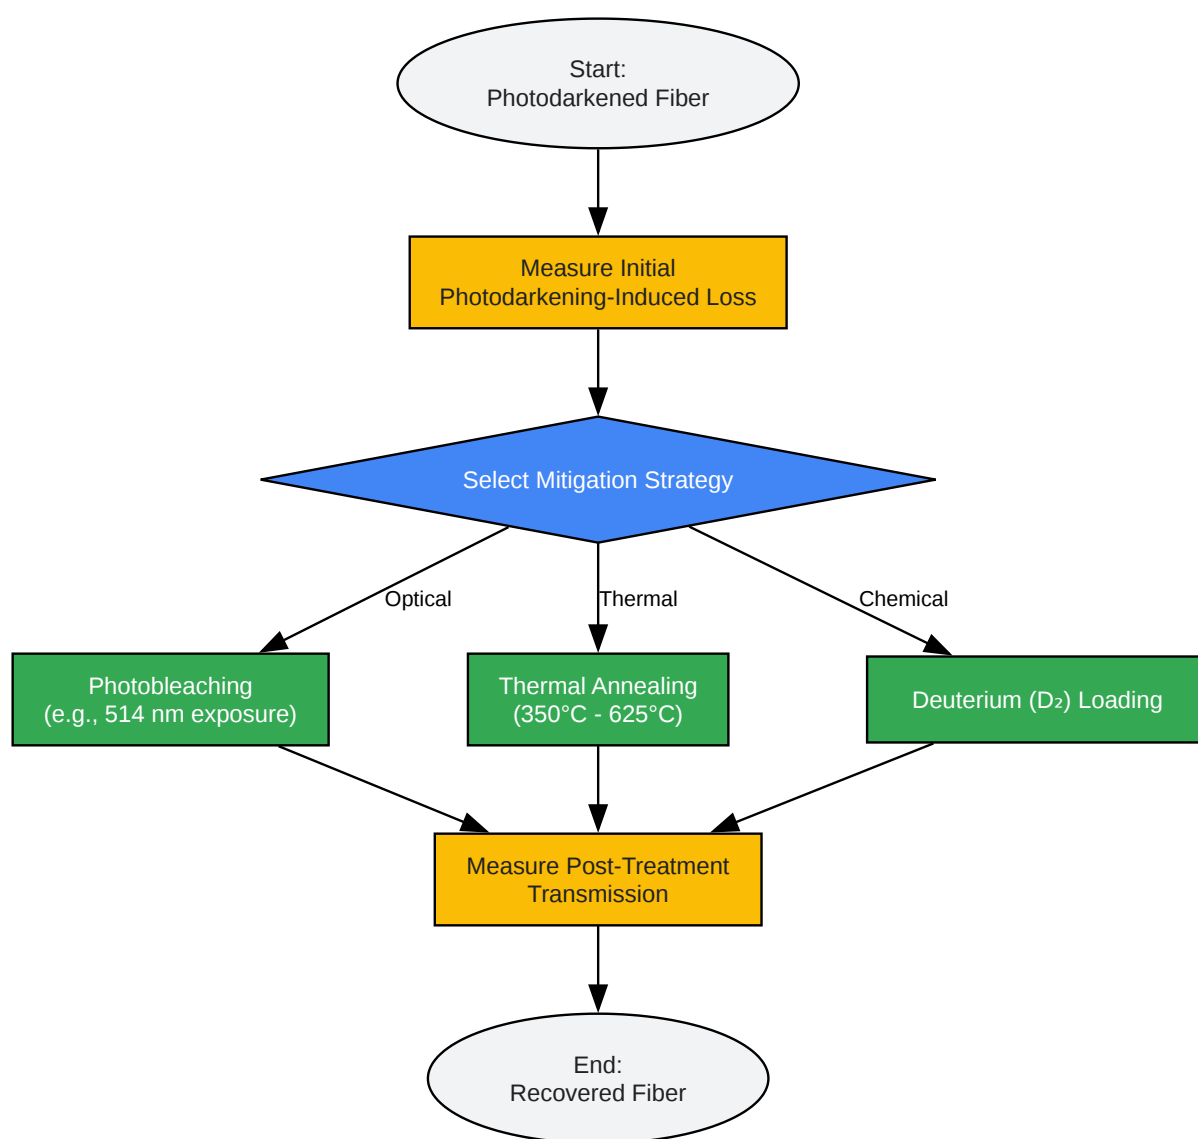 Start:
Photodarkened Fiber
Measure Initial
Photodarkening-Induced Loss
Select Mitigation Strategy
Optical
Thermal
Chemical
Photobleaching
(e.g., 514 nm exposure)
Thermal Annealing
(350°C - 625°C)
Deuterium (D₂) Loading
Measure Post-Treatment
Transmission
End:
Recovered Fiber